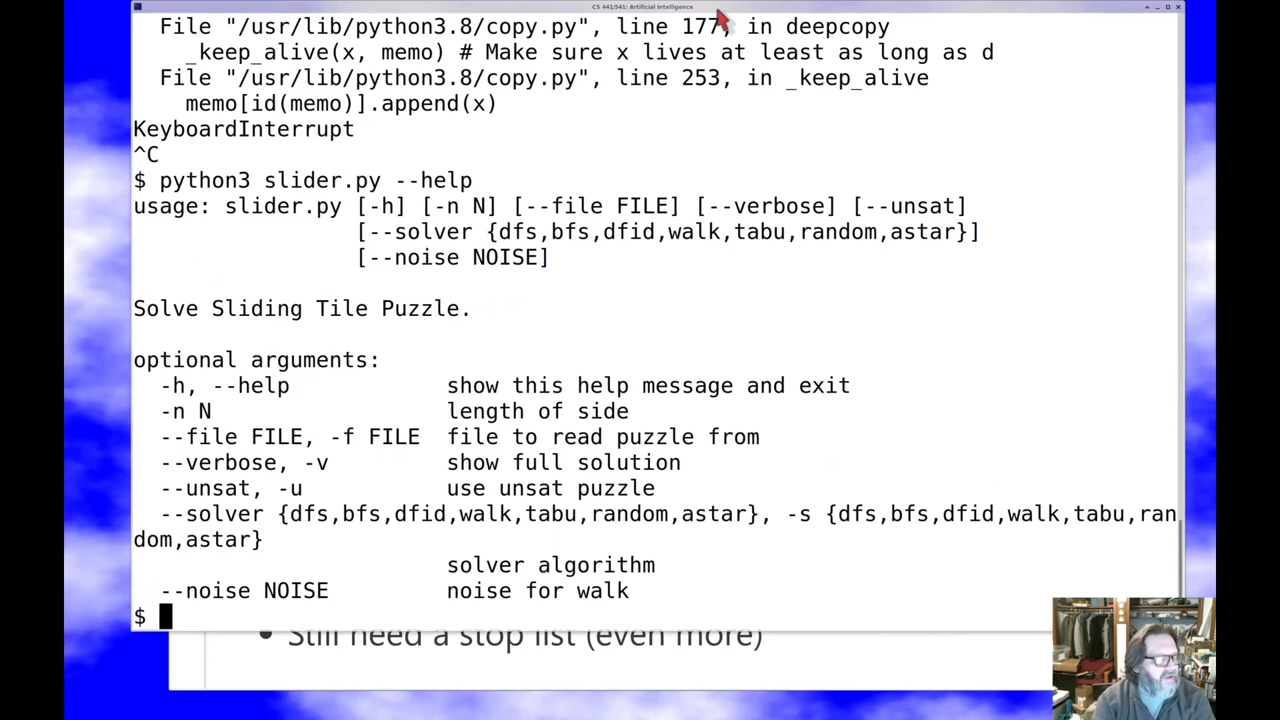 CS 441/541: Artificial Intelligence
File "/usr/lib/python3.8/copy.py", line 177, in deepcopy
_keep_alive(x, memo) # Make sure x lives at least as long as d
File "/usr/lib/python3.8/copy.py", line 253, in _keep_alive
memo[id(memo)].append(x)
KeyboardInterrupt
^C
$ python3 slider.py --help
usage: slider.py [-h] [-n N] [--file FILE] [--verbose] [--unsat]
[--solver {dfs,bfs,dfid,walk,tabu,random,astar}]
[--noise NOISE]
Solve Sliding Tile Puzzle.
optional arguments:
-h, --help show this help message and exit
-n N length of side
--file FILE, -f FILE file to read puzzle from
--verbose, -v show full solution
--unsat, -u use unsat puzzle
--solver {dfs,bfs,dfid,walk,tabu,random,astar}, -s {dfs,bfs,dfid,walk,tabu,ran
dom,astar}
solver algorithm
--noise NOISE noise for walk
$
• Still need a stop list (even more)